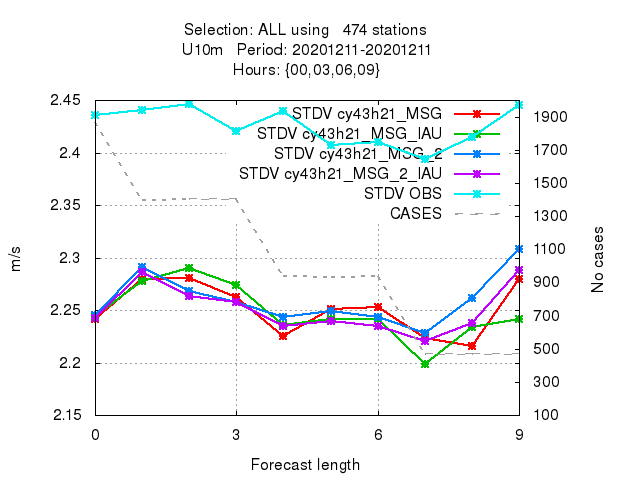 Selection: ALL using   474 stations
U10m   Period: 20201211-20201211
Hours: {00,03,06,09}
STDV cy43h21_MSG
STDV cy43h21_MSG_IAU
STDV cy43h21_MSG_2
STDV cy43h21_MSG_2_IAU
STDV OBS
CASES
m/s
2.45
2.4
2.35
2.3
2.25
2.2
2.15
1900
1700
1500
1300
1100
900
700
500
300
100
No cases
0 3 6 9
Forecast length